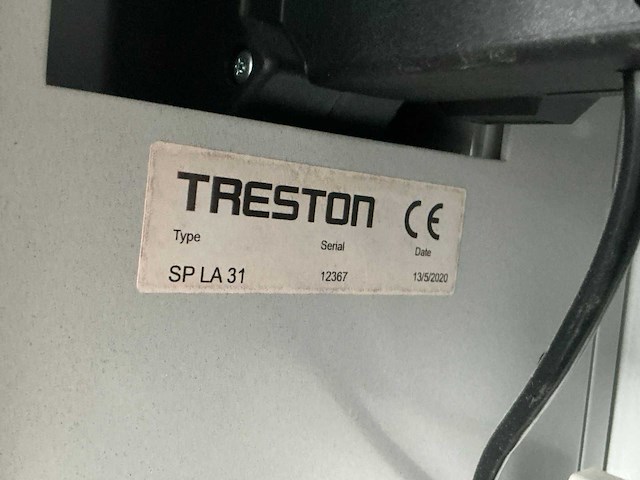 TRESTON CE
Type Serial Date
SP LA 31 12367 13/5/2020